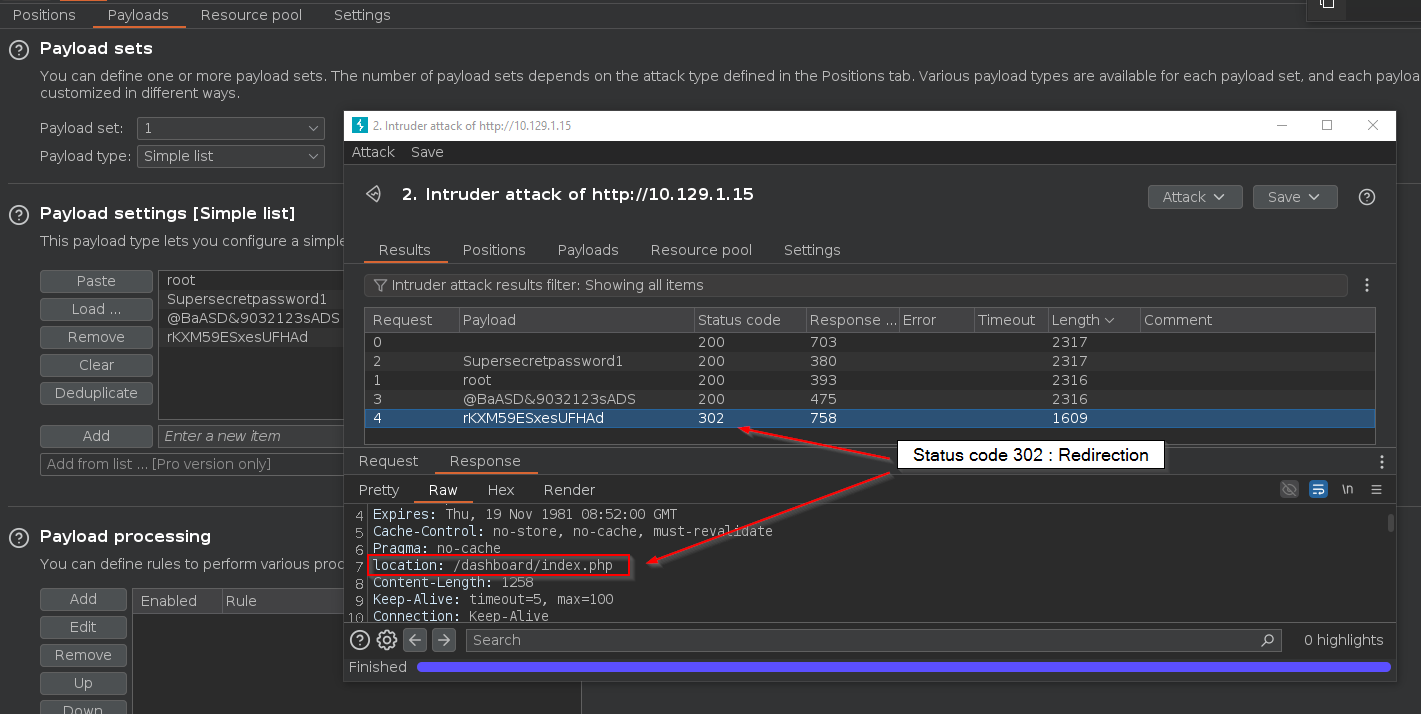 Positions Payloads Resource pool Settings
Payload sets
You can define one or more payload sets. The number of payload sets depends on the attack type defined in the Positions tab. Various payload types are available for each payload set, and each payloa
customized in different ways.
Payload set: 1
Payload type: Simple list
Payload settings [Simple list]
This payload type lets you configure a simple
Paste
Load ...
Remove
Clear
Deduplicate
root
Supersecretpassword1
@BaASD&9032123sADS
rKXM59ESxesUFHAd
Add Enter a new item
Add from list ... [Pro version only]
Payload processing
You can define rules to perform various proc
Add
Edit
Remove
Up
Down
Enabled Rule
2. Intruder attack of http://10.129.1.15
Attack Save
2. Intruder attack of http://10.129.1.15
Attack Save
Results Positions Payloads Resource pool Settings
Intruder attack results filter: Showing all items
Request Payload Status code Response ... Error Timeout Length Comment
0 200 703 2317
2 Supersecretpassword1 200 380 2317
1 root 200 393 2316
3 @BaASD&9032123sADS 200 475 2316
4 rKXM59ESxesUFHAd 302 758 1609
Status code 302 : Redirection
Request Response
Pretty Raw Hex Render \n
4 Expires: Thu, 19 Nov 1981 08:52:00 GMT
5 Cache-Control: no-store, no-cache, must-revalidate
6 Pragma: no-cache
7 location: /dashboard/index.php
8 Content-Length: 1258
9 Keep-Alive: timeout=5, max=100
10 Connection: Keep-Alive
Search 0 highlights
Finished